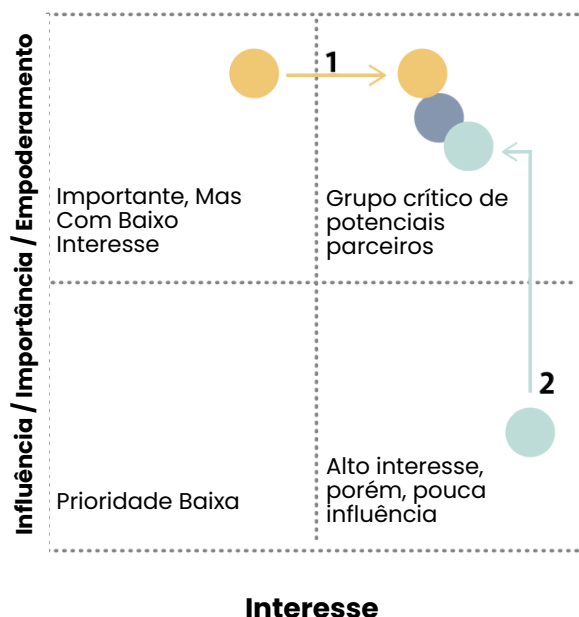 Influência / Importância / Empoderamento
1
Importante, Mas
Com Baixo
Interesse
Grupo crítico de
potenciais
parceiros
2
Prioridade Baixa
Alto interesse,
porém, pouca
influência
Interesse